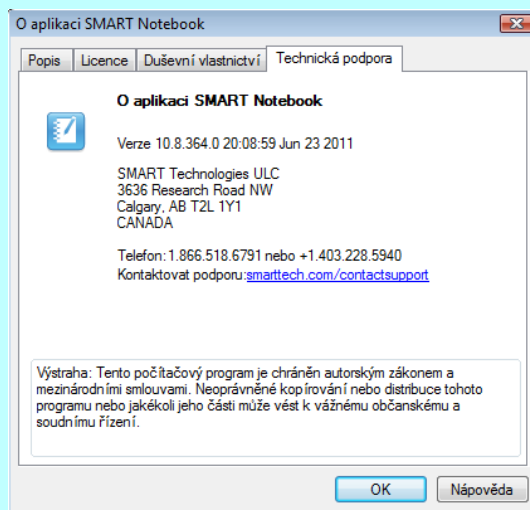 O aplikaci SMART Notebook
Popis Licence Duševní vlastnictví Technická podpora
O aplikaci SMART Notebook
Verze 10.8.364.0 20:08:59 Jun 23 2011
SMART Technologies ULC
3636 Research Road NW
Calgary, AB T2L 1Y1
CANADA
Telefon: 1.866.518.6791 nebo +1.403.228.5940
Kontaktovat podporu:smarttech.com/contactsupport
Výstraha: Tento počítačový program je chráněn autorským zákonem a
mezinárodními smlouvami. Neoprávněné kopírování nebo distribuce tohoto
programu nebo jakékoli jeho části může vést k vážnému občanskému a
soudnímu řízení.
OK Nápověda